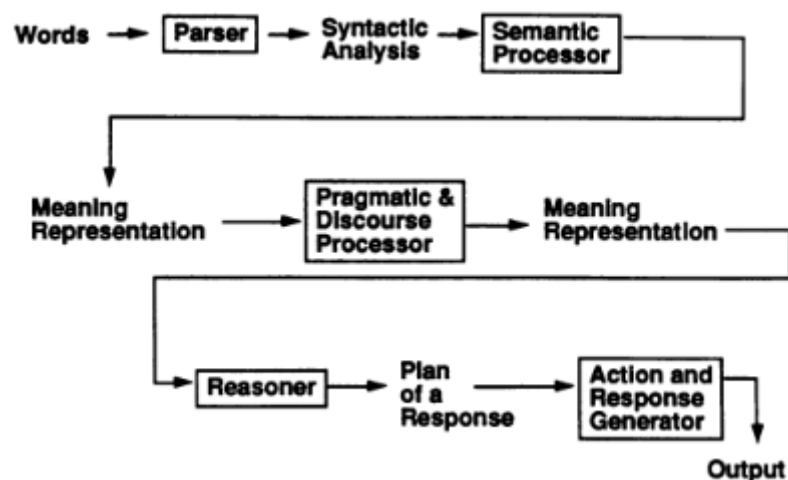 Words
Parser
Syntactic
Analysis
Semantic
Processor
Meaning
Representation
Pragmatic &
Discourse
Processor
Meaning
Representation
Reasoner
Plan
of a
Response
Action and
Response
Generator
Output